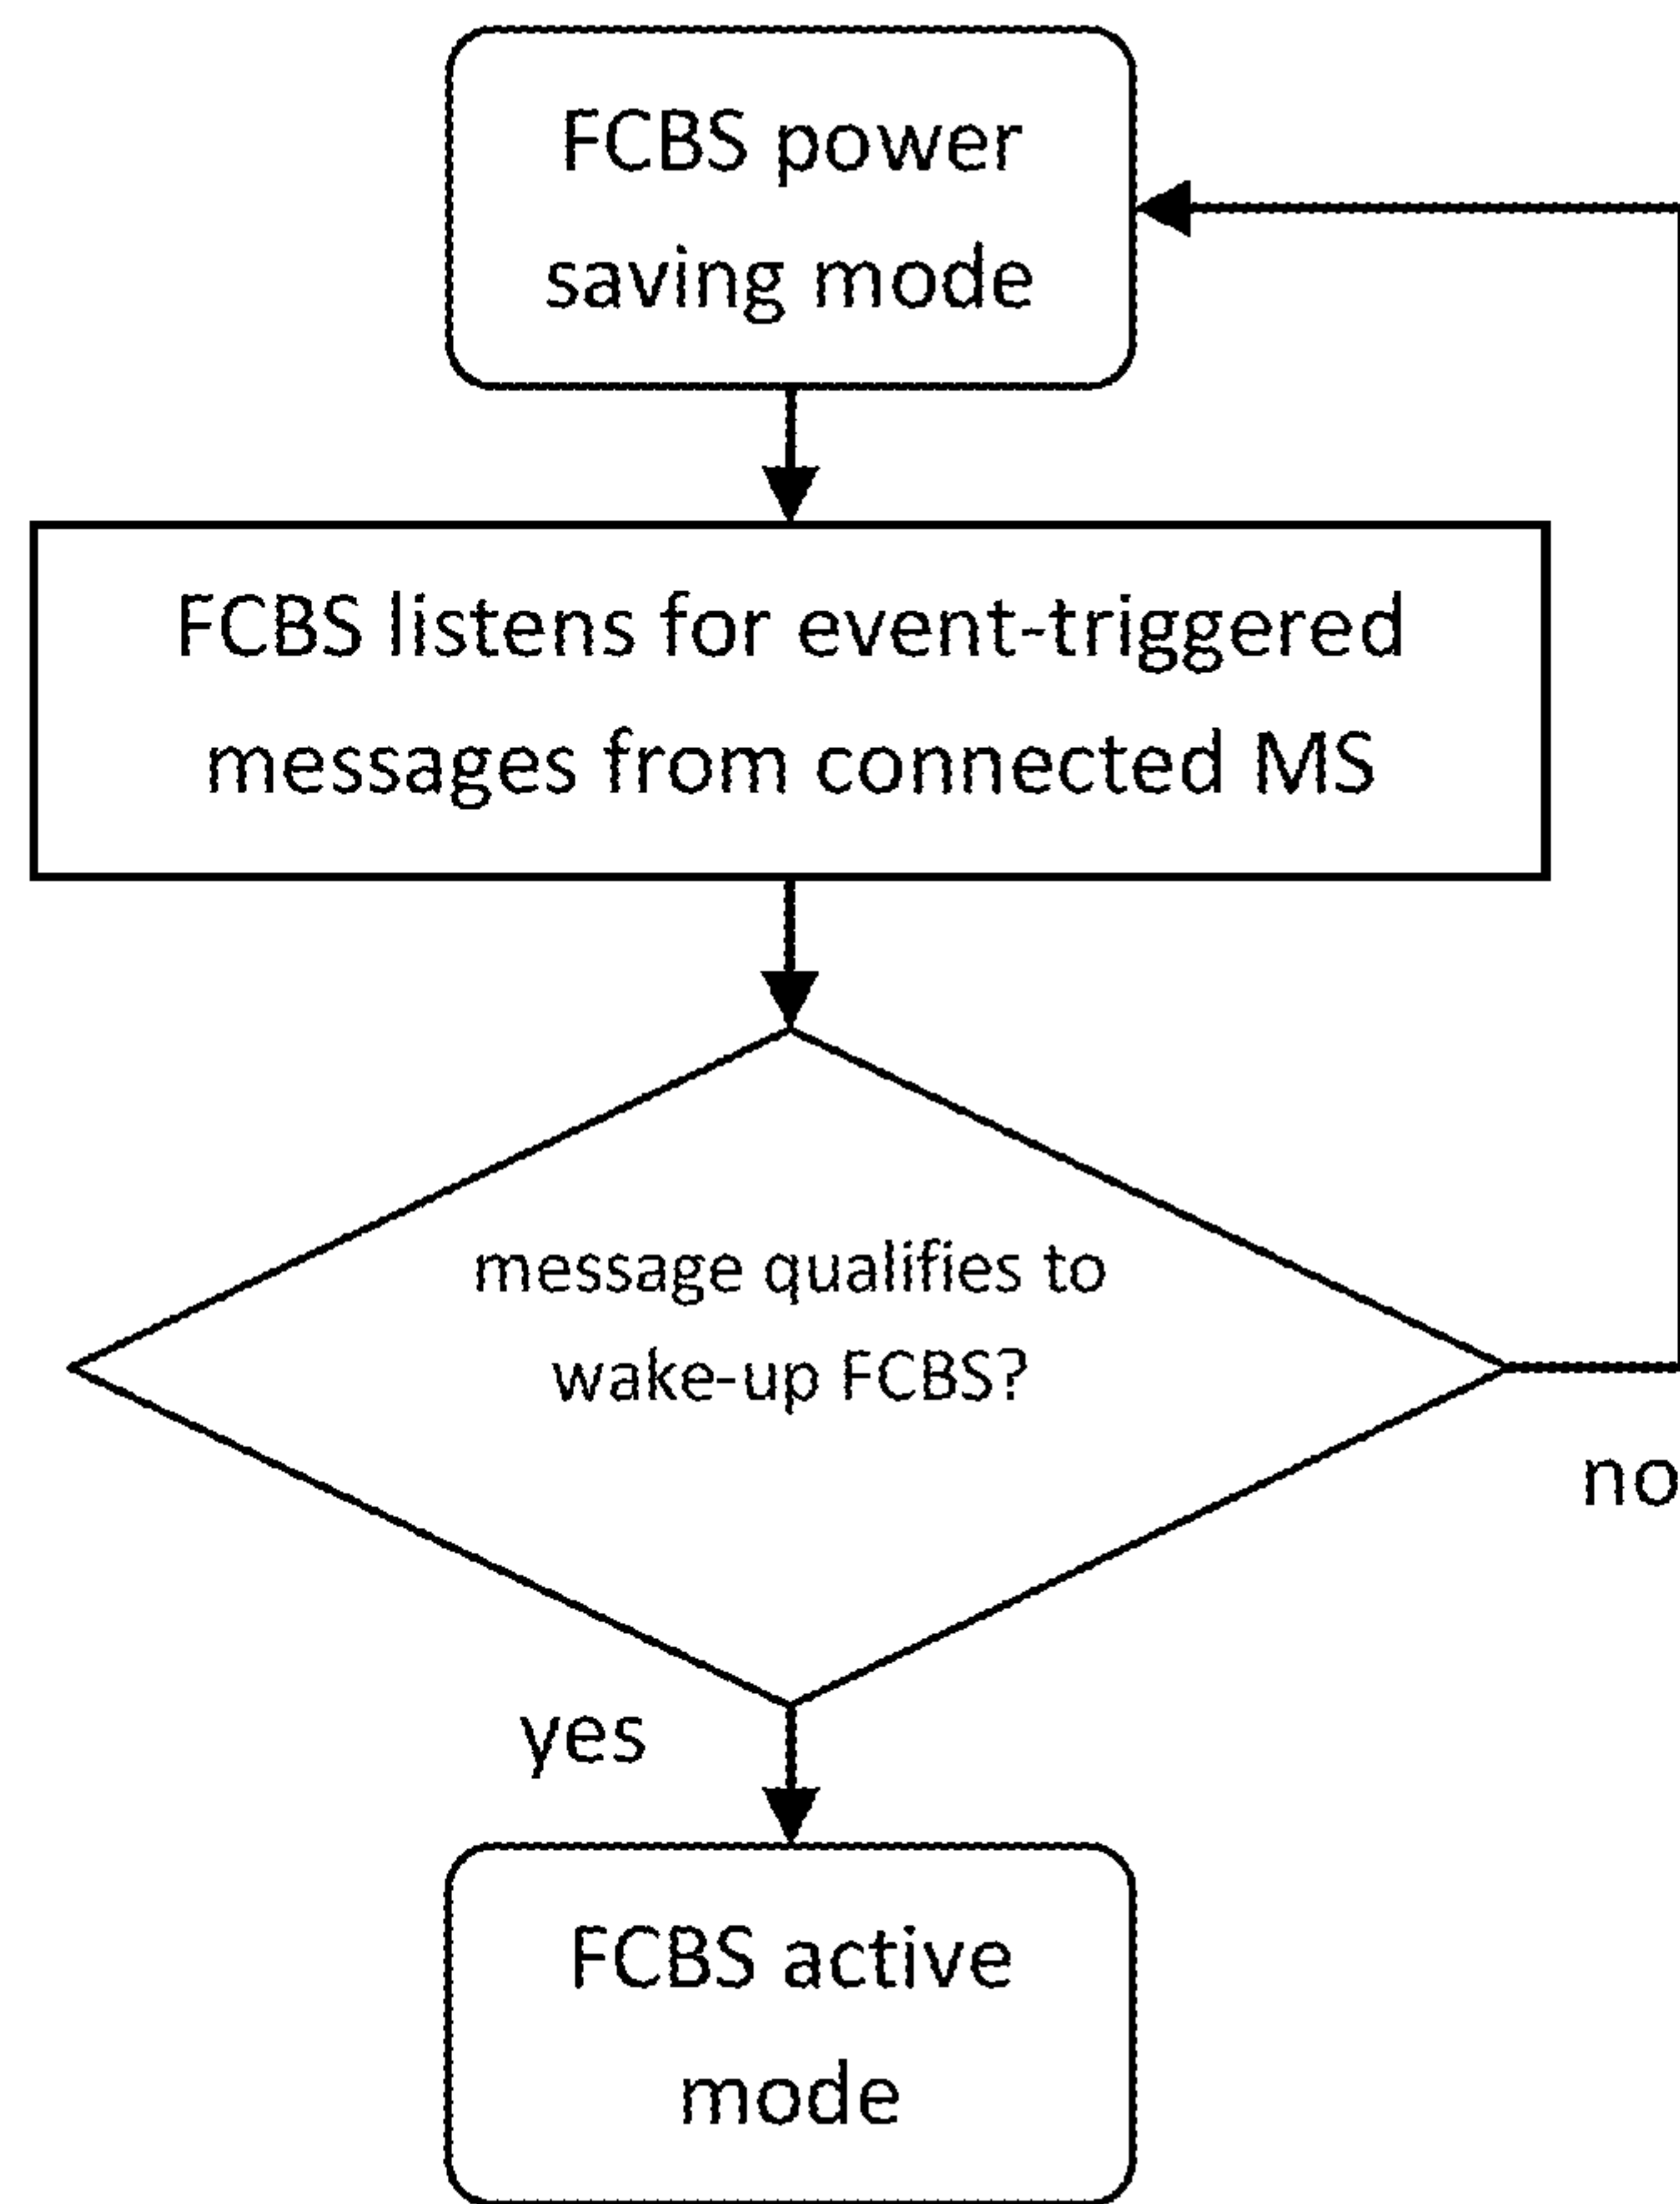 FCBS power
saving mode
FCBS listens for event-triggered
messages from connected MS
message qualifies to
wake-up FCBS?
no
yes
FCBS active
mode